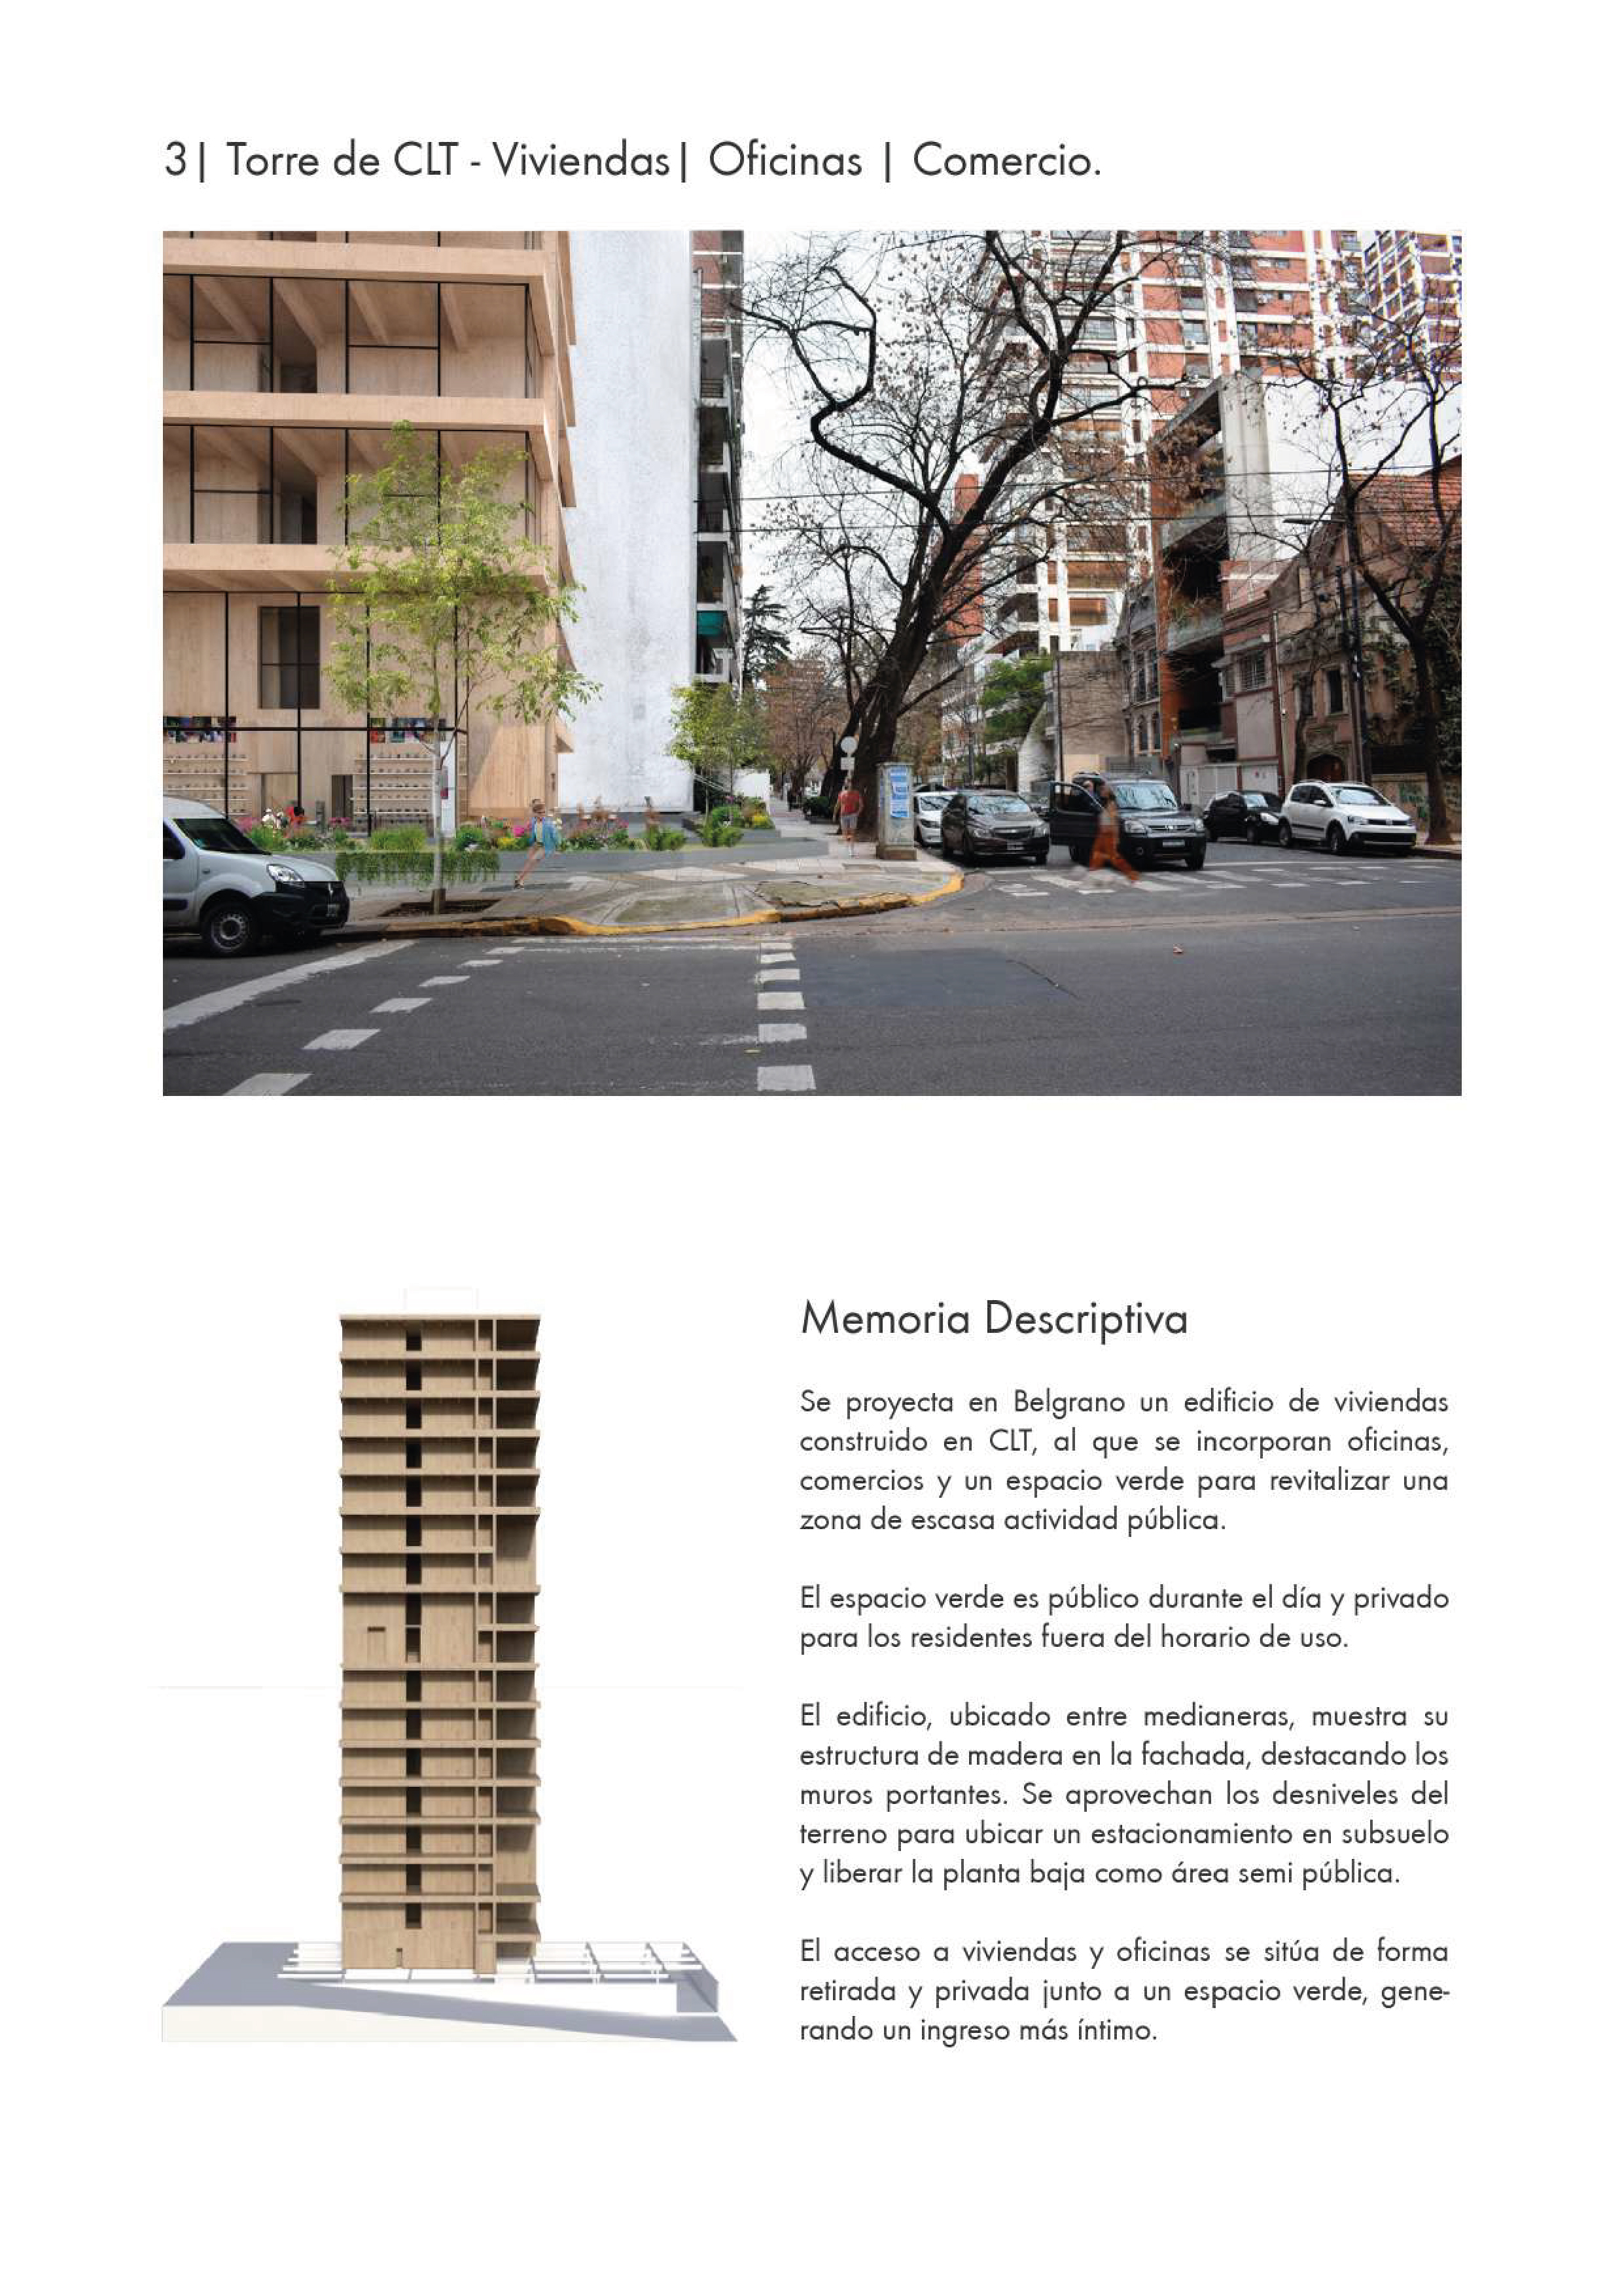 3| Torre de CLT - Viviendas| Oficinas | Comercio.
Memoria Descriptiva
Se proyecta en Belgrano un edificio de viviendas
construido en CLT, al que se incorporan oficinas,
comercios y un espacio verde para revitalizar una
zona de escasa actividad pública.
El espacio verde es público durante el día y privado
para los residentes fuera del horario de uso.
El edificio, ubicado entre medianeras, muestra su
estructura de madera en la fachada, destacando los
muros portantes. Se aprovechan los desniveles del
terreno para ubicar un estacionamiento en subsuelo
y liberar la planta baja como área semi pública.
El acceso a viviendas y oficinas se sitúa de forma
retirada y privada junto a un espacio verde, gene-
rando un ingreso más íntimo.